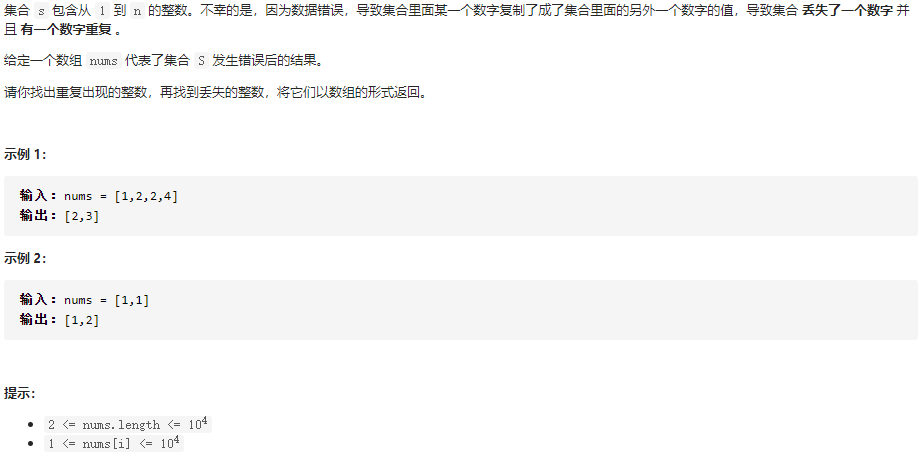 集合 s 包含从 1 到 n 的整数。不幸的是，因为数据错误，导致集合里面某一个数字复制了成了集合里面的另外一个数字的值，导致集合 丢失了一个数字 并
且 有一个数字重复 。
给定一个数组 nums 代表了集合 S 发生错误后的结果。
请你找出重复出现的整数，再找到丢失的整数，将它们以数组的形式返回。
示例 1：
输入：nums = [1,2,2,4]
输出：[2,3]
示例 2：
输入：nums = [1,1]
输出：[1,2]
提示：
• 2 <= nums.length <= 10⁴
• 1 <= nums[i] <= 10⁴